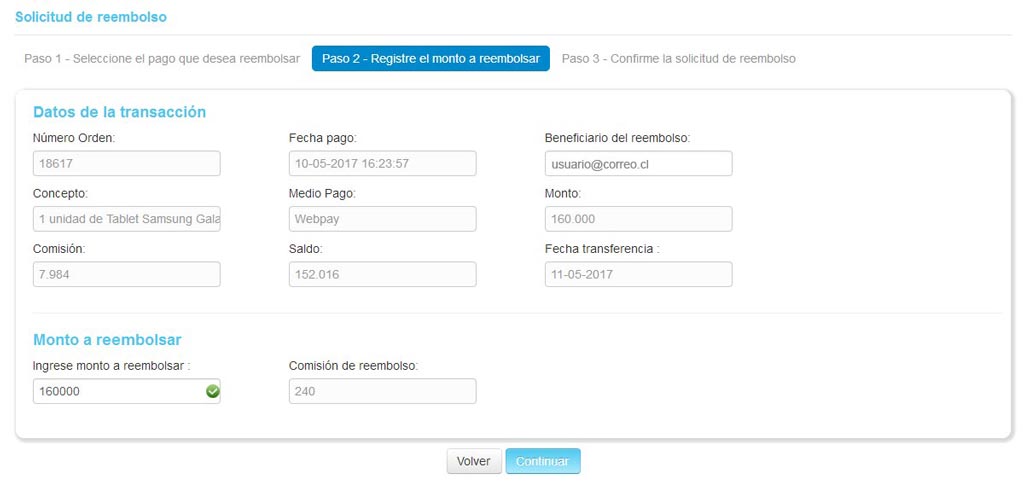 Solicitud de reembolso
Paso 1 - Seleccione el pago que desea reembolsar Paso 2 - Registre el monto a reembolsar Paso 3 - Confirme la solicitud de reembolso
Datos de la transacción
Número Orden: Fecha pago: Beneficiario del reembolso:
18617 10-05-2017 16:23:57 usuario@correo.cl
Concepto: Medio Pago: Monto:
1 unidad de Tablet Samsung Gala Webpay 160.000
Comisión: Saldo: Fecha transferencia :
7.984 152.016 11-05-2017
Monto a reembolsar
Ingrese monto a reembolsar : Comisión de reembolso:
160000 240
Volver Continuar